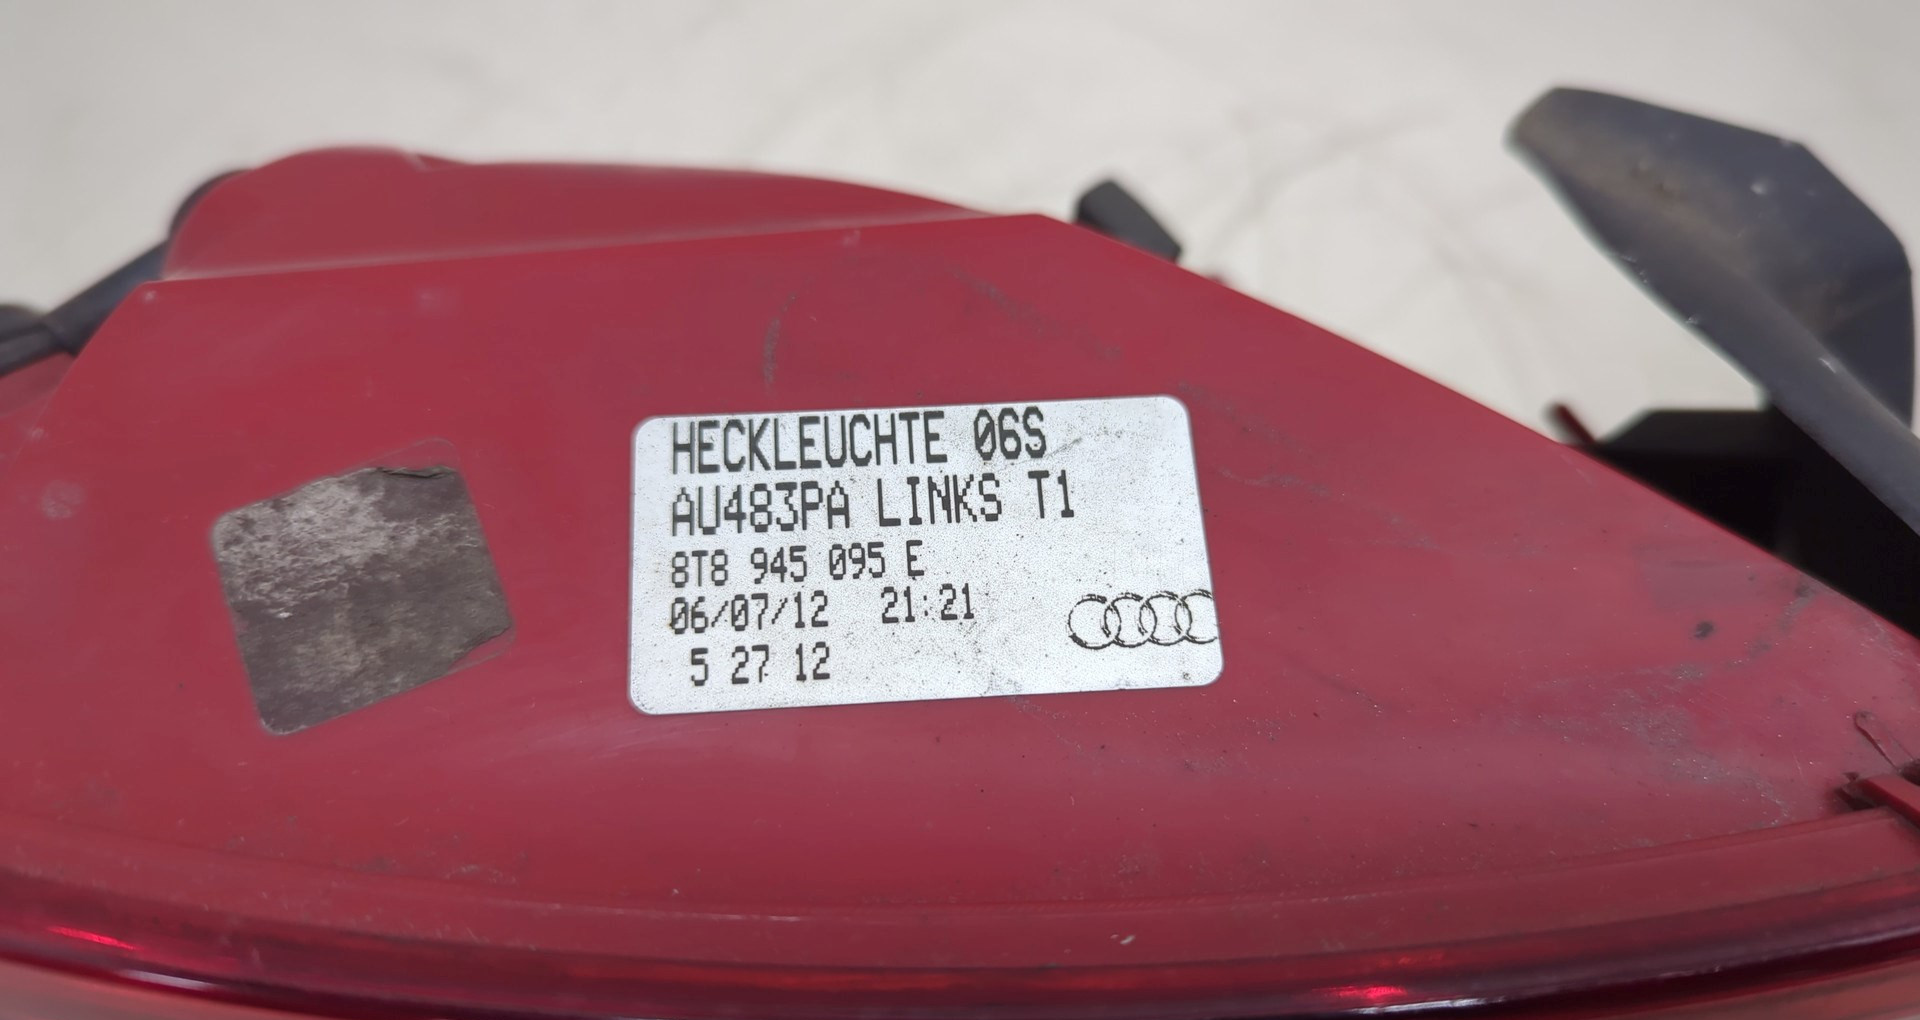 HECKLEUCHTE 06S
AU483PA LINKS T1
8T8 945 095 E
06/07/12 21:21
5 27 12